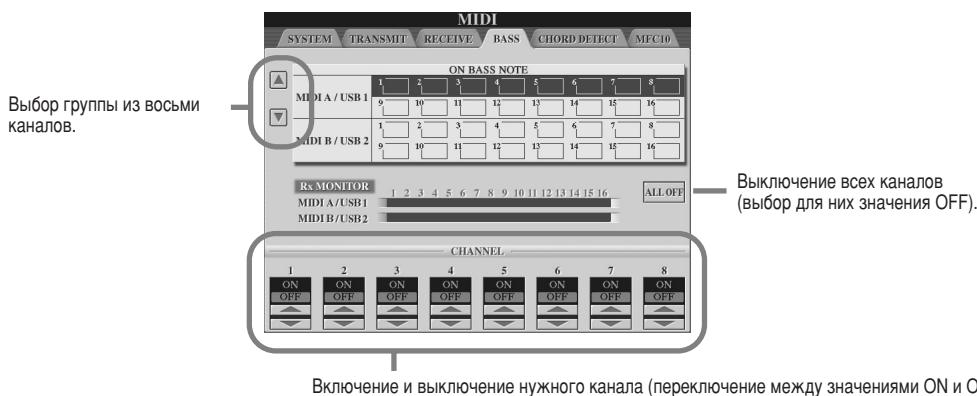 MIDI
SYSTEM TRANSMIT RECEIVE BASS CHORD DETECT MFC10
ON BASS NOTE
MIDI A / USB 1
1 2 3 4 5 6 7 8
9 10 11 12 13 14 15 16
MIDI B / USB 2
1 2 3 4 5 6 7 8
9 10 11 12 13 14 15 16
Выбор группы из восьми
каналов.
Rx MONITOR
1 2 3 4 5 6 7 8 9 10 11 12 13 14 15 16
MIDI A / USB 1
MIDI B / USB 2
ALL OFF
Выключение всех каналов
(выбор для них значения OFF).
CHANNEL
1 2 3 4 5 6 7 8
ON ON ON ON ON ON ON ON
OFF OFF OFF OFF OFF OFF OFF OFF
Включение и выключение нужного канала (переключение между значениями ON и O